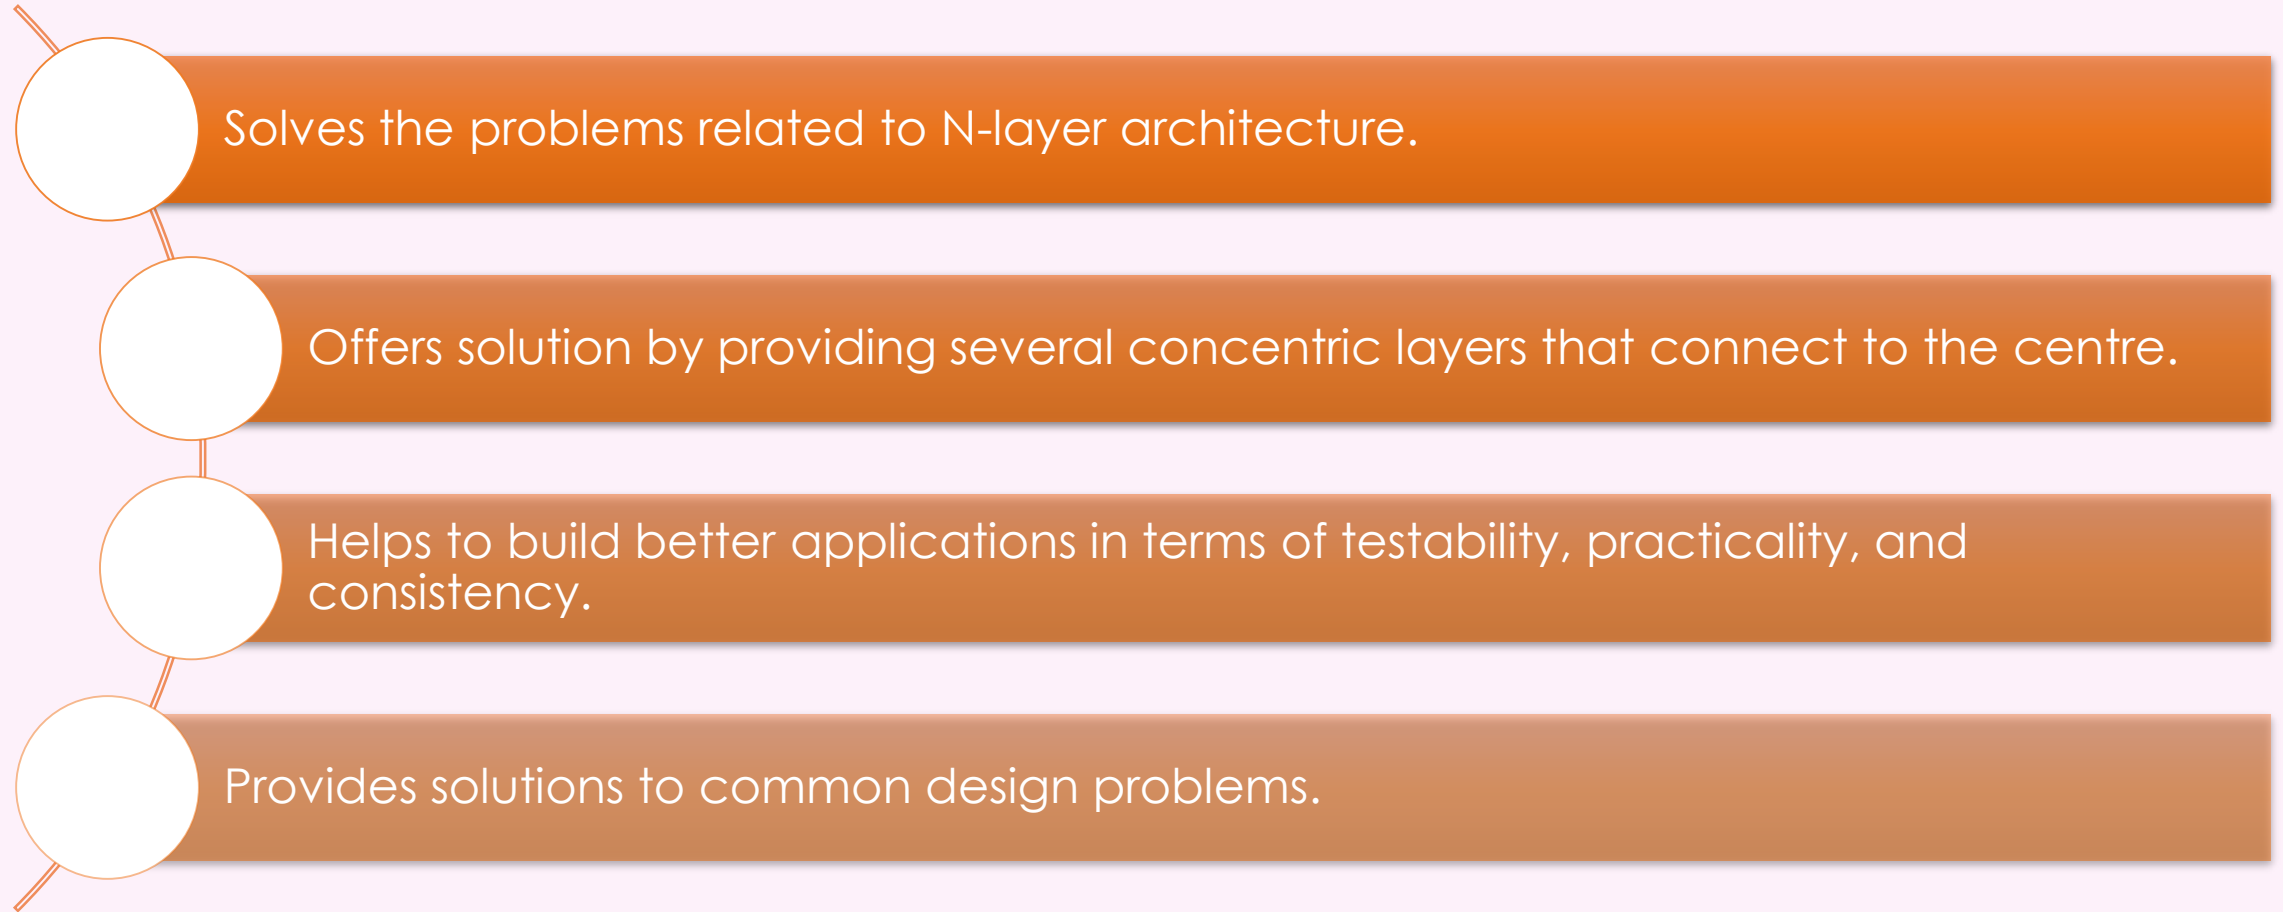 Solves the problems related to N-layer architecture.
Offers solution by providing several concentric layers that connect to the centre.
Helps to build better applications in terms of testability, practicality, and
consistency.
Provides solutions to common design problems.